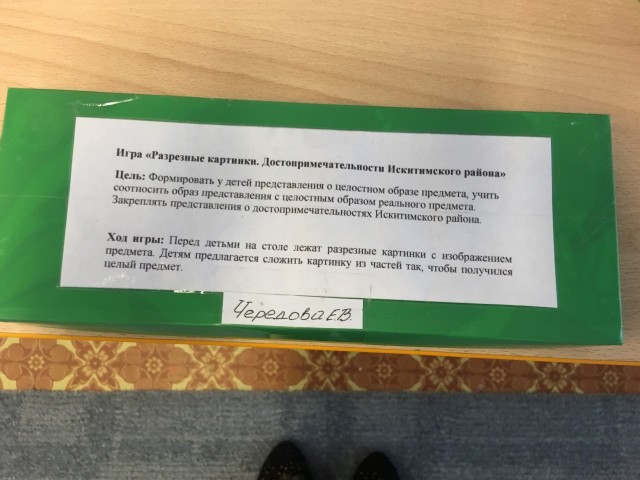 Игра «Разрезные картинки. Достопримечательности Искитимского района»
Цель: Формировать у детей представления о целостном образе предмета, учить
соотносить образ представления с целостным образом реального предмета.
Закреплять представления о достопримечательностях Искитимского района.
Ход игры: Перед детьми на столе лежат разрезные картинки с изображением
предмета. Детям предлагается сложить картинку из частей так, чтобы получился
целый предмет.
Чередова Е.В.